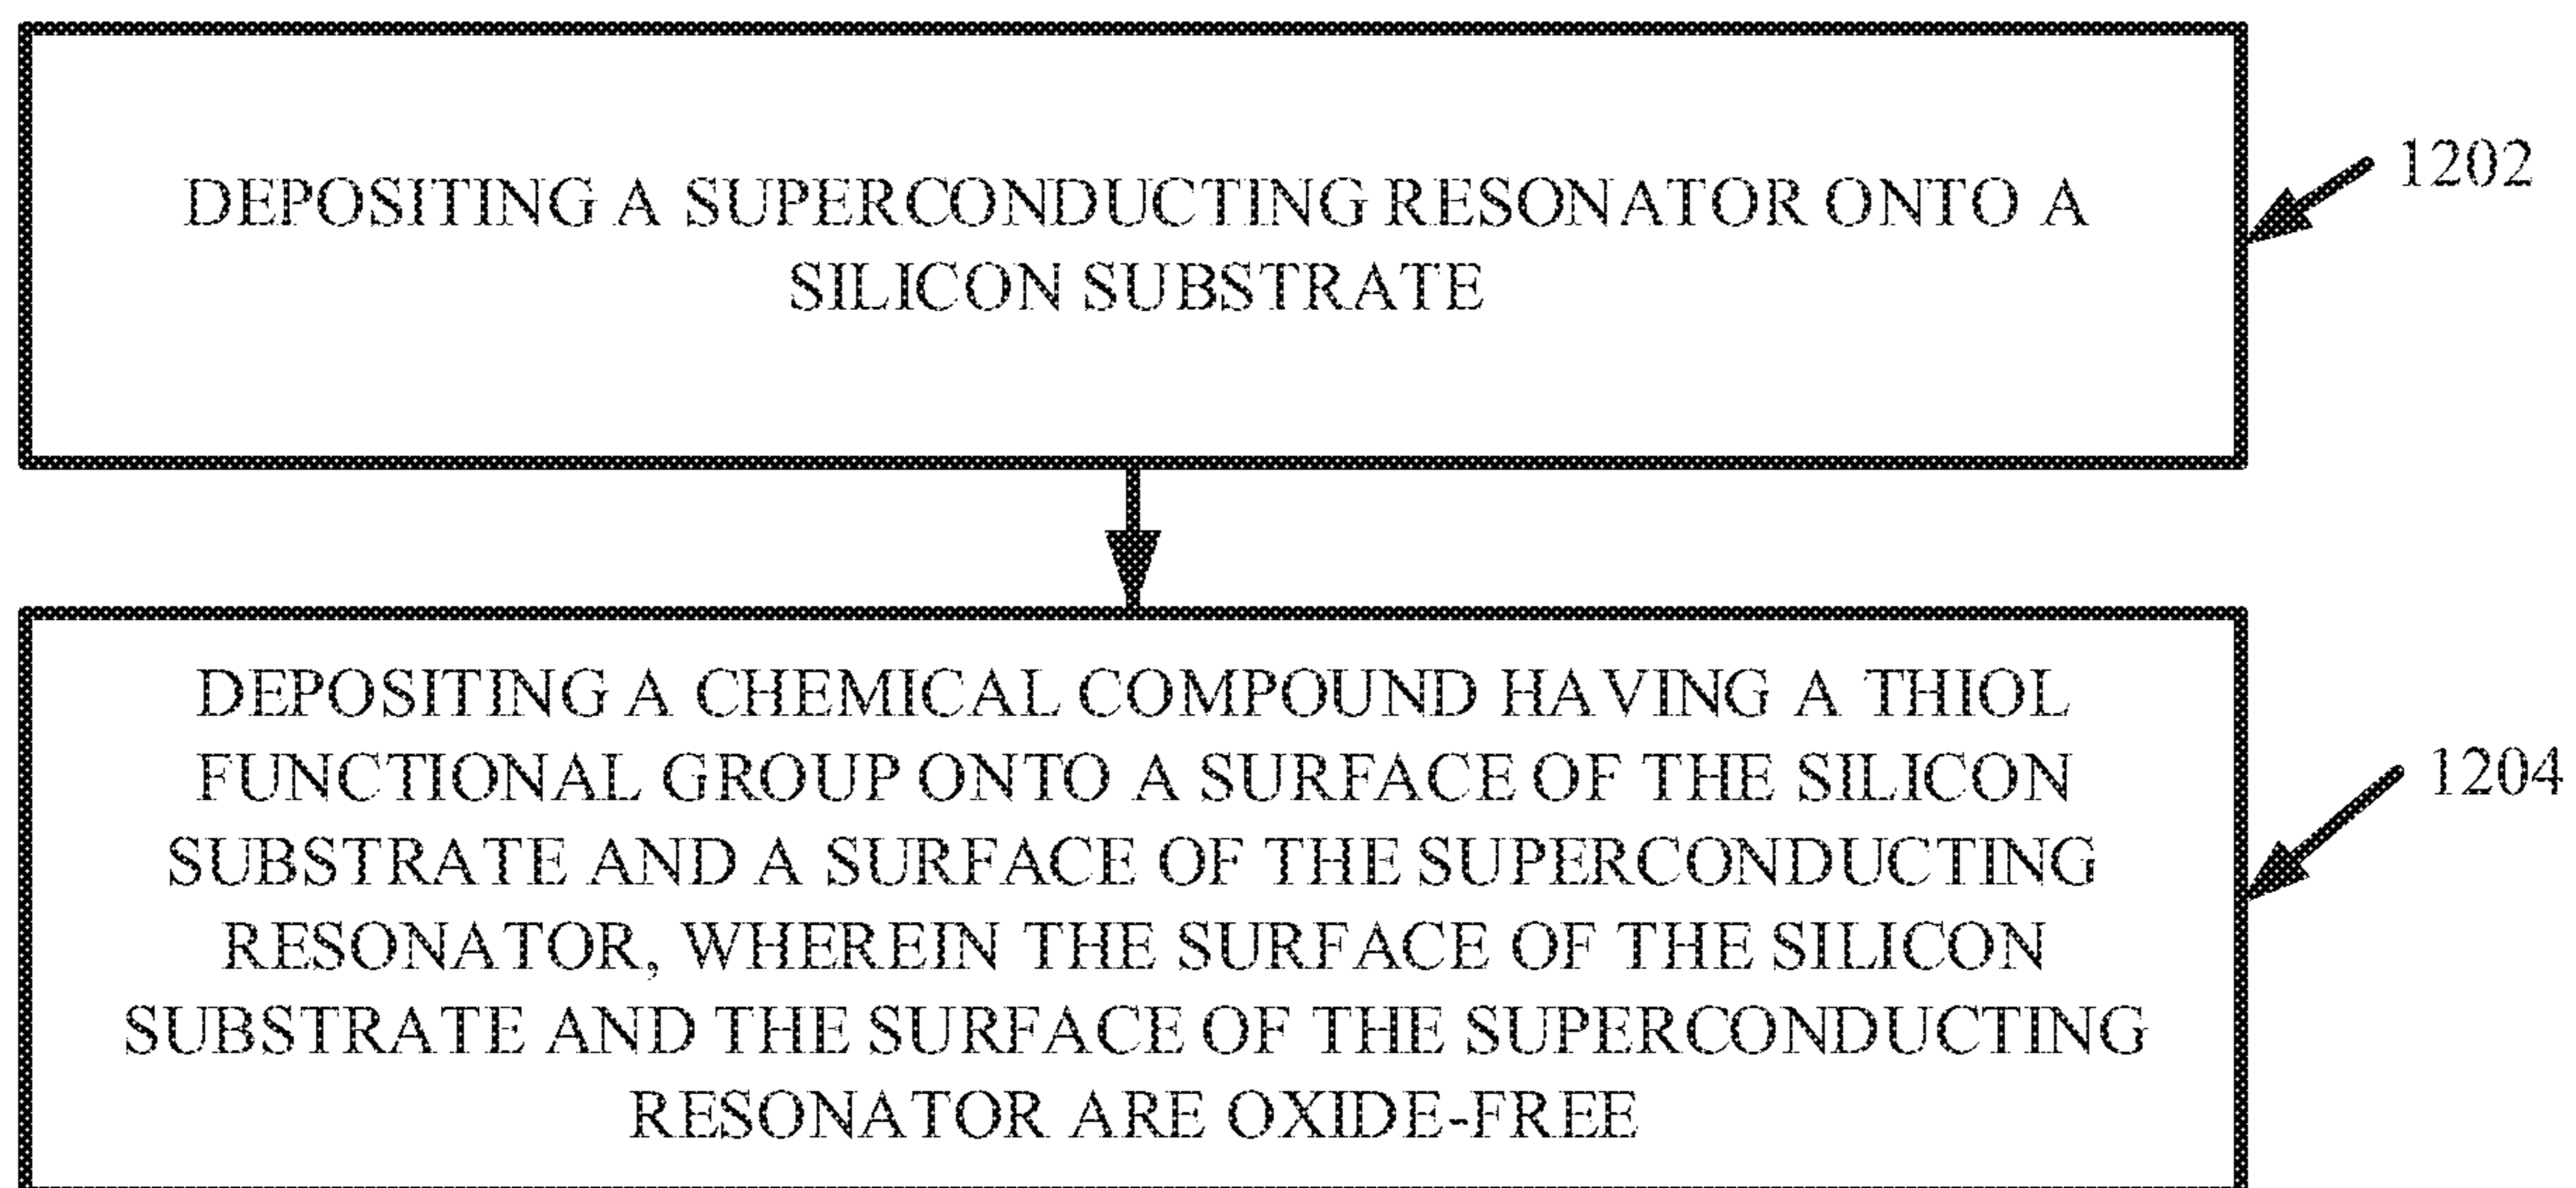 DEPOSITING A SUPERCONDUCTING RESONATOR ONTO A
SILICON SUBSTRATE
1202
DEPOSITING A CHEMICAL COMPOUND HAVING A THIOL
FUNCTIONAL GROUP ONTO A SURFACE OF THE SILICON
SUBSTRATE AND A SURFACE OF THE SUPERCONDUCTING
RESONATOR, WHEREIN THE SURFACE OF THE SILICON
SUBSTRATE AND THE SURFACE OF THE SUPERCONDUCTING
RESONATOR ARE OXIDE-FREE
1204